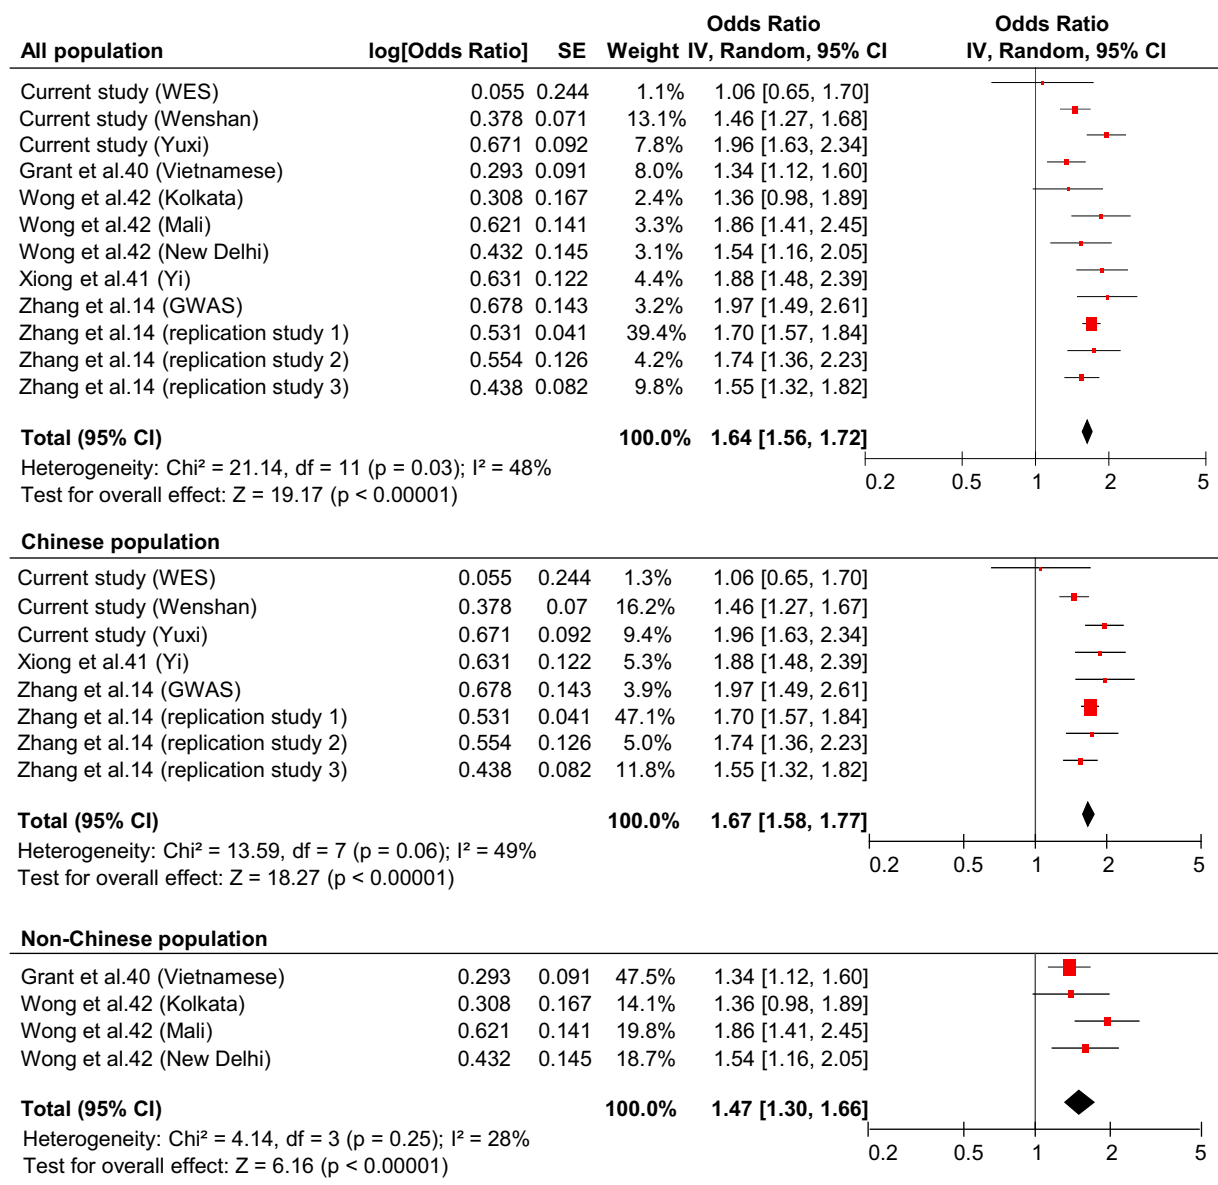 Odds Ratio Odds Ratio
All population log[Odds Ratio] SE Weight IV, Random, 95% CI IV, Random, 95% CI
Current study (WES) 0.055 0.244 1.1% 1.06 [0.65, 1.70]
Current study (Wenshan) 0.378 0.071 13.1% 1.46 [1.27, 1.68]
Current study (Yuxi) 0.671 0.092 7.8% 1.96 [1.63, 2.34]
Grant et al.40 (Vietnamese) 0.293 0.091 8.0% 1.34 [1.12, 1.60]
Wong et al.42 (Kolkata) 0.308 0.167 2.4% 1.36 [0.98, 1.89]
Wong et al.42 (Mali) 0.621 0.141 3.3% 1.86 [1.41, 2.45]
Wong et al.42 (New Delhi) 0.432 0.145 3.1% 1.54 [1.16, 2.05]
Xiong et al.41 (Yi) 0.631 0.122 4.4% 1.88 [1.48, 2.39]
Zhang et al.14 (GWAS) 0.678 0.143 3.2% 1.97 [1.49, 2.61]
Zhang et al.14 (replication study 1) 0.531 0.041 39.4% 1.70 [1.57, 1.84]
Zhang et al.14 (replication study 2) 0.554 0.126 4.2% 1.74 [1.36, 2.23]
Zhang et al.14 (replication study 3) 0.438 0.082 9.8% 1.55 [1.32, 1.82]
Total (95% CI) 100.0% 1.64 [1.56, 1.72]
Heterogeneity: Chi² = 21.14, df = 11 (p = 0.03); I² = 48%
0.2 0.5 1 2 5
Test for overall effect: Z = 19.17 (p < 0.00001)
Chinese population
Current study (WES) 0.055 0.244 1.3% 1.06 [0.65, 1.70]
Current study (Wenshan) 0.378 0.07 16.2% 1.46 [1.27, 1.67]
Current study (Yuxi) 0.671 0.092 9.4% 1.96 [1.63, 2.34]
Xiong et al.41 (Yi) 0.631 0.122 5.3% 1.88 [1.48, 2.39]
Zhang et al.14 (GWAS) 0.678 0.143 3.9% 1.97 [1.49, 2.61]
Zhang et al.14 (replication study 1) 0.531 0.041 47.1% 1.70 [1.57, 1.84]
Zhang et al.14 (replication study 2) 0.554 0.126 5.0% 1.74 [1.36, 2.23]
Zhang et al.14 (replication study 3) 0.438 0.082 11.8% 1.55 [1.32, 1.82]
Total (95% CI) 100.0% 1.67 [1.58, 1.77]
Heterogeneity: Chi² = 13.59, df = 7 (p = 0.06); I² = 49%
0.2 0.5 1 2 5
Test for overall effect: Z = 18.27 (p < 0.00001)
Non-Chinese population
Grant et al.40 (Vietnamese) 0.293 0.091 47.5% 1.34 [1.12, 1.60]
Wong et al.42 (Kolkata) 0.308 0.167 14.1% 1.36 [0.98, 1.89]
Wong et al.42 (Mali) 0.621 0.141 19.8% 1.86 [1.41, 2.45]
Wong et al.42 (New Delhi) 0.432 0.145 18.7% 1.54 [1.16, 2.05]
Total (95% CI) 100.0% 1.47 [1.30, 1.66]
Heterogeneity: Chi² = 4.14, df = 3 (p = 0.25); I² = 28%
0.2 0.5 1 2 5
Test for overall effect: Z = 6.16 (p < 0.00001)